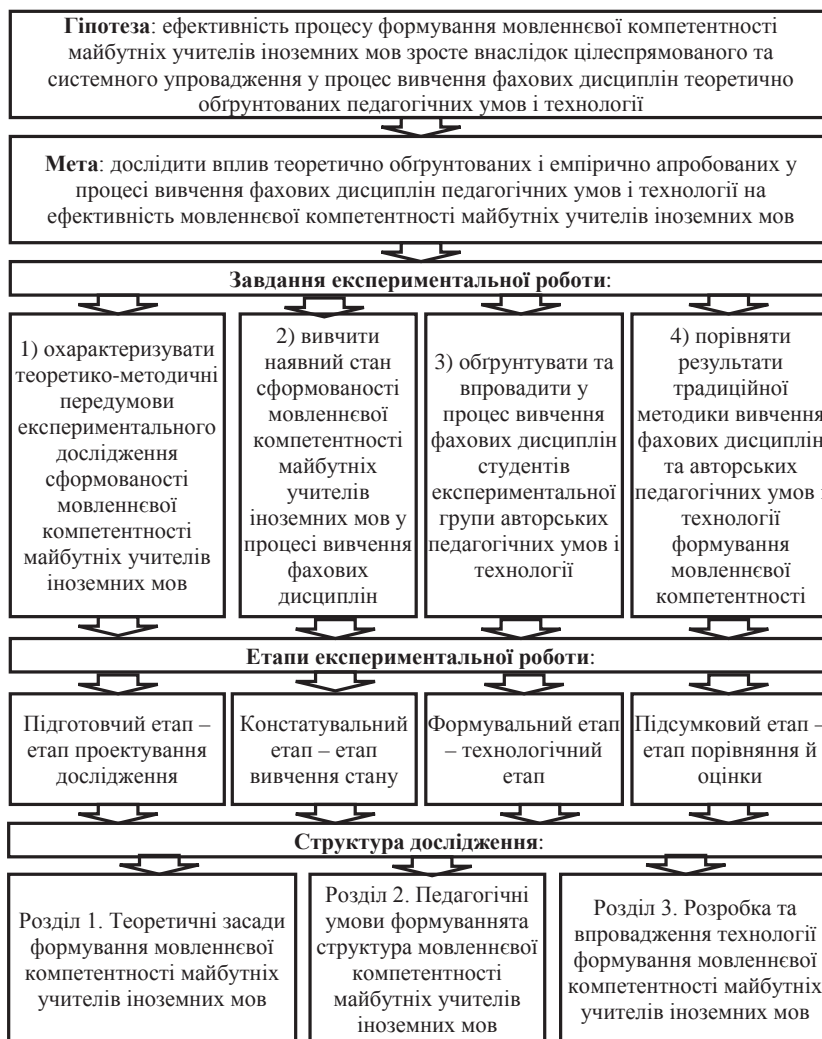 Гіпотеза: ефективність процесу формування мовленнєвої компетентності
майбутніх учителів іноземних мов зросте внаслідок цілеспрямованого та
системного упровадження у процес вивчення фахових дисциплін теоретично
обґрунтованих педагогічних умов і технології
Мета: дослідити вплив теоретично обґрунтованих і емпірично апробованих у
процесі вивчення фахових дисциплін педагогічних умов і технології на
ефективність мовленнєвої компетентності майбутніх учителів іноземних мов
Завдання експериментальної роботи:
1) охарактеризувати
теоретико-методичні
передумови
експериментального
дослідження
сформованості
мовленнєвої
компетентності
майбутніх учителів
іноземних мов
2) вивчити
наявний стан
сформованості
мовленнєвої
компетентності
майбутніх
учителів
іноземних мов у
процесі вивчення
фахових
дисциплін
3) обґрунтувати та
впровадити у
процес вивчення
фахових дисциплін
студентів
експериментальної
групи авторських
педагогічних умов і
технології
4) порівняти
результати
традиційної
методики вивчення
фахових дисциплін
та авторських
педагогічних умов і
технології
формування
мовленнєвої
компетентності
Етапи експериментальної роботи:
Підготовчий етап –
етап проектування
дослідження
Констатувальний
етап – етап
вивчення стану
Формувальний етап
– технологічний
етап
Підсумковий етап –
етап порівняння й
оцінки
Структура дослідження:
Розділ 1. Теоретичні засади
формування мовленнєвої
компетентності майбутніх
учителів іноземних мов
Розділ 2. Педагогічні
умови формуваннята
структура мовленнєвої
компетентності
майбутніх учителів
іноземних мов
Розділ 3. Розробка та
впровадження технології
формування мовленнєвої
компетентності майбутніх
учителів іноземних мов